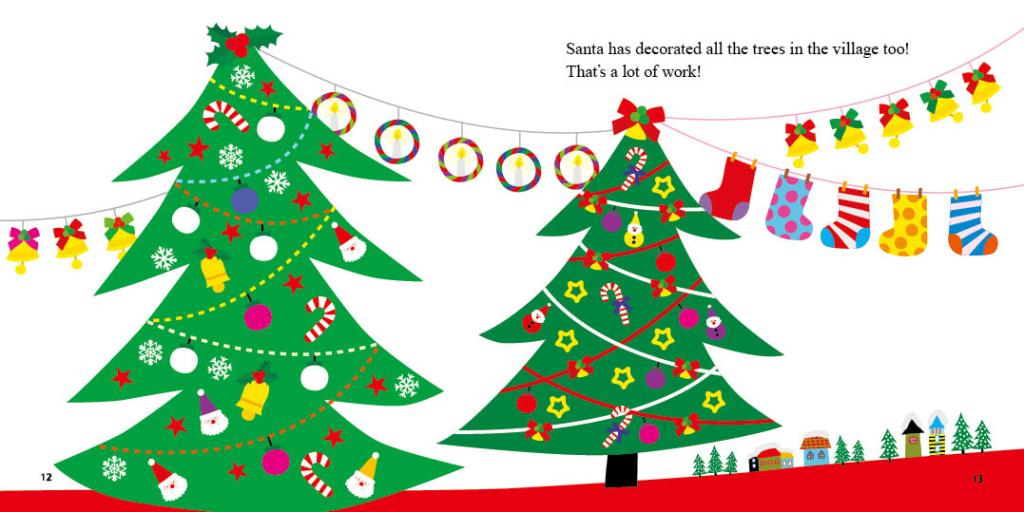 Santa has decorated all the trees in the village too!
That's a lot of work!
12
13